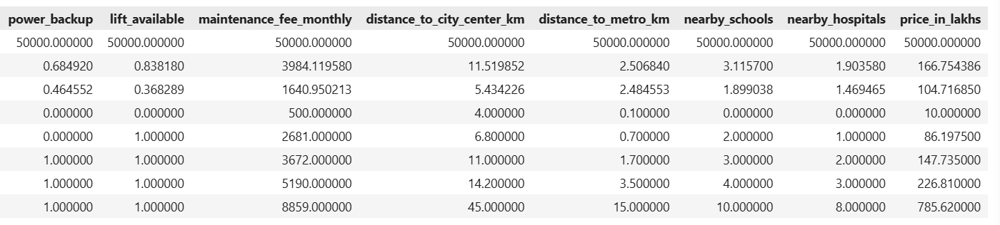 power_backup lift_available maintenance_fee_monthly distance_to_city_center_km distance_to_metro_km nearby_schools nearby_hospitals price_in_lakhs
50000.000000 50000.000000 50000.000000 50000.000000 50000.000000 50000.000000 50000.000000 50000.000000
0.684920 0.838180 3984.119580 11.519852 2.506840 3.115700 1.903580 166.754386
0.464552 0.368289 1640.950213 5.434226 2.484553 1.899038 1.469465 104.716850
0.000000 0.000000 500.000000 4.000000 0.100000 0.000000 0.000000 10.000000
0.000000 1.000000 2681.000000 6.800000 0.700000 2.000000 1.000000 86.197500
1.000000 1.000000 3672.000000 11.000000 1.700000 3.000000 2.000000 147.735000
1.000000 1.000000 5190.000000 14.200000 3.500000 4.000000 3.000000 226.810000
1.000000 1.000000 8859.000000 45.000000 15.000000 10.000000 8.000000 785.620000